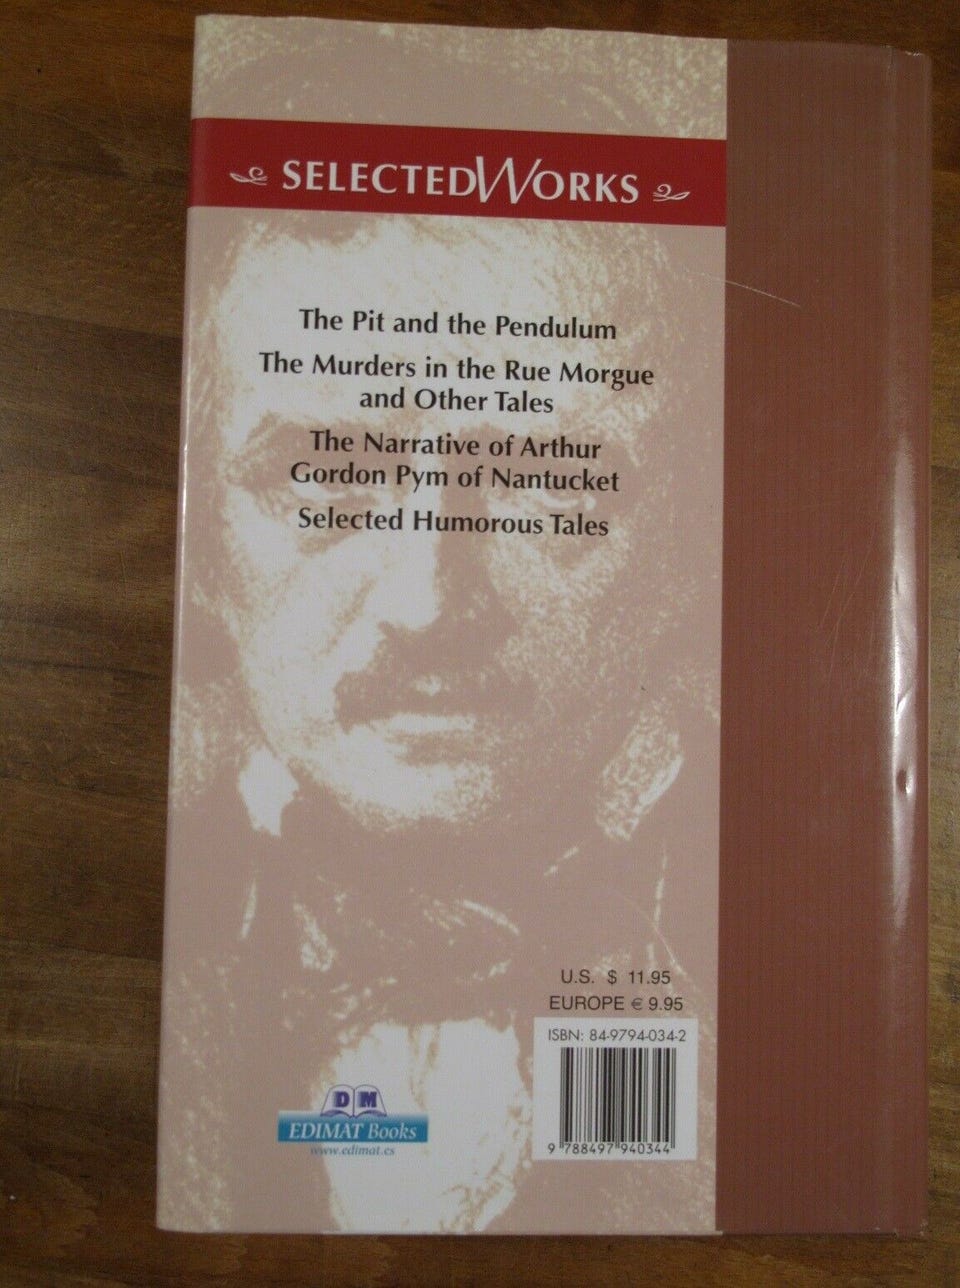 SELECTEDWORKS
The Pit and the Pendulum
The Murders in the Rue Morgue
and Other Tales
The Narrative of Arthur
Gordon Pym of Nantucket
Selected Humorous Tales
U.S. $ 11.95
EUROPE € 9.95
ISBN: 84-9794-034-2
9 788497 940344
D M
EDIMAT Books
www.edimat.es